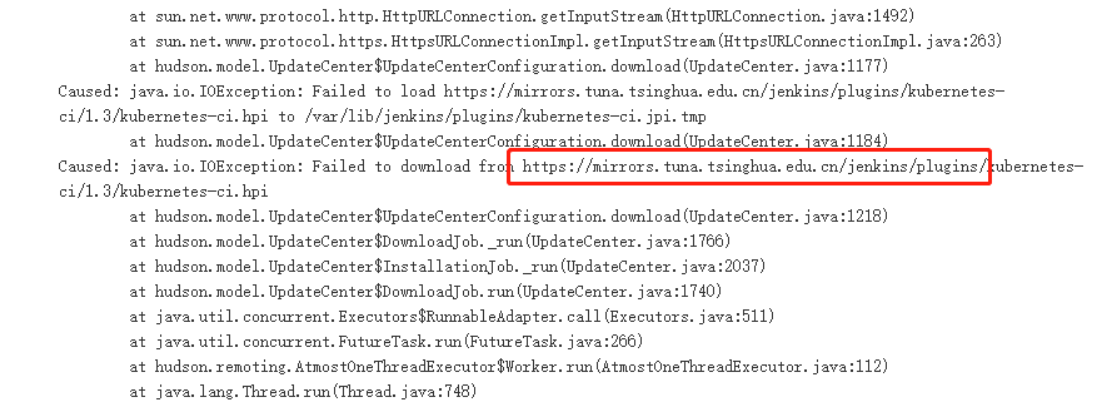 at sun.net.www.protocol.http.HttpURLConnection.getInputStream(HttpURLConnection.java:1492)
at sun.net.www.protocol.https.HttpsURLConnectionImpl.getInputStream(HttpsURLConnectionImpl.java:263)
at hudson.model.UpdateCenter$UpdateCenterConfiguration.download(UpdateCenter.java:1177)
Caused: java.io.IOException: Failed to load https://mirrors.tuna.tsinghua.edu.cn/jenkins/plugins/kubernetes-
ci/1.3/kubernetes-ci.hpi to /var/lib/jenkins/plugins/kubernetes-ci.jpi.tmp
at hudson.model.UpdateCenter$UpdateCenterConfiguration.download(UpdateCenter.java:1184)
Caused: java.io.IOException: Failed to download from https://mirrors.tuna.tsinghua.edu.cn/jenkins/plugins/kubernetes-
ci/1.3/kubernetes-ci.hpi
at hudson.model.UpdateCenter$UpdateCenterConfiguration.download(UpdateCenter.java:1218)
at hudson.model.UpdateCenter$DownloadJob._run(UpdateCenter.java:1766)
at hudson.model.UpdateCenter$InstallationJob._run(UpdateCenter.java:2037)
at hudson.model.UpdateCenter$DownloadJob.run(UpdateCenter.java:1740)
at java.util.concurrent.Executors$RunnableAdapter.call(Executors.java:511)
at java.util.concurrent.FutureTask.run(FutureTask.java:266)
at hudson.remoting.AtmostOneThreadExecutor$Worker.run(AtmostOneThreadExecutor.java:112)
at java.lang.Thread.run(Thread.java:748)